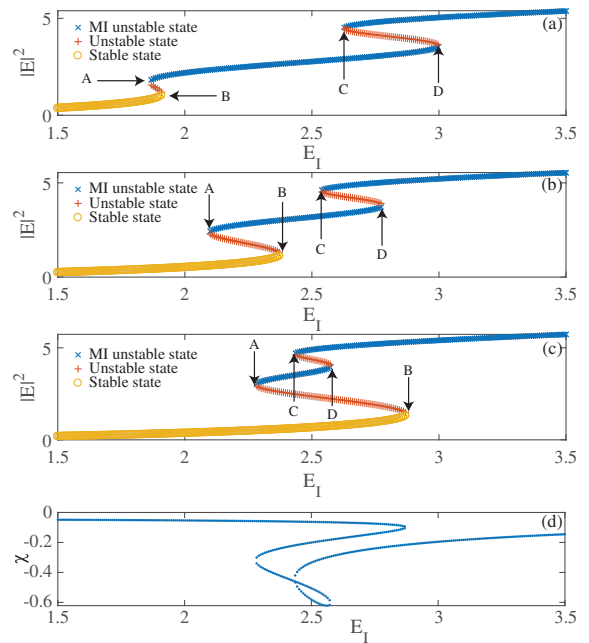 (a)
|E|²
5
0
× MI unstable state
+ Unstable state
○ Stable state
A
B
C
D
1.5 2 2.5 3 3.5
E_I
(b)
|E|²
5
0
× MI unstable state
+ Unstable state
○ Stable state
A
B
C
D
1.5 2 2.5 3 3.5
E_I
(c)
|E|²
5
0
× MI unstable state
+ Unstable state
○ Stable state
A
B
C
D
1.5 2 2.5 3 3.5
E_I
(d)
χ
0
-0.2
-0.4
-0.6
1.5 2 2.5 3 3.5
E_I